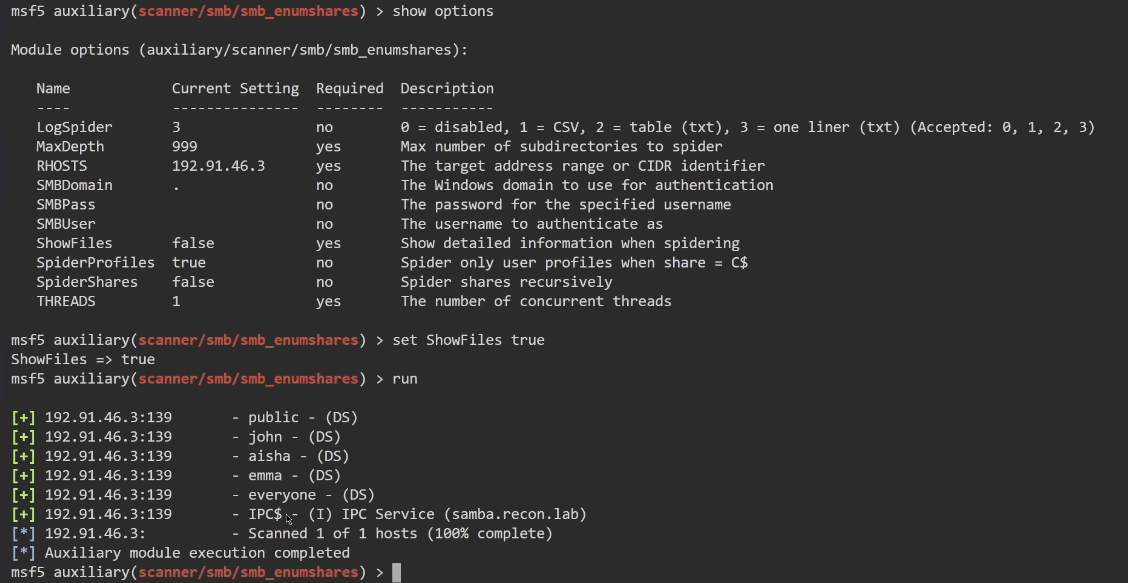 msf5 auxiliary(scanner/smb/smb_enumshares) > show options
Module options (auxiliary/scanner/smb/smb_enumshares):
Name Current Setting Required Description
---- --------------- -------- -----------
LogSpider 3 no 0 = disabled, 1 = CSV, 2 = table (txt), 3 = one liner (txt) (Accepted: 0, 1, 2, 3)
MaxDepth 999 yes Max number of subdirectories to spider
RHOSTS 192.91.46.3 yes The target address range or CIDR identifier
SMBDomain . no The Windows domain to use for authentication
SMBPass no The password for the specified username
SMBUser no The username to authenticate as
ShowFiles false yes Show detailed information when spidering
SpiderProfiles true no Spider only user profiles when share = C$
SpiderShares false no Spider shares recursively
THREADS 1 yes The number of concurrent threads
msf5 auxiliary(scanner/smb/smb_enumshares) > set ShowFiles true
ShowFiles => true
msf5 auxiliary(scanner/smb/smb_enumshares) > run
[+] 192.91.46.3:139 - public - (DS)
[+] 192.91.46.3:139 - john - (DS)
[+] 192.91.46.3:139 - aisha - (DS)
[+] 192.91.46.3:139 - emma - (DS)
[+] 192.91.46.3:139 - everyone - (DS)
[+] 192.91.46.3:139 - IPC$ - (I) IPC Service (samba.recon.lab)
[*] 192.91.46.3: - Scanned 1 of 1 hosts (100% complete)
[*] Auxiliary module execution completed
msf5 auxiliary(scanner/smb/smb_enumshares) >